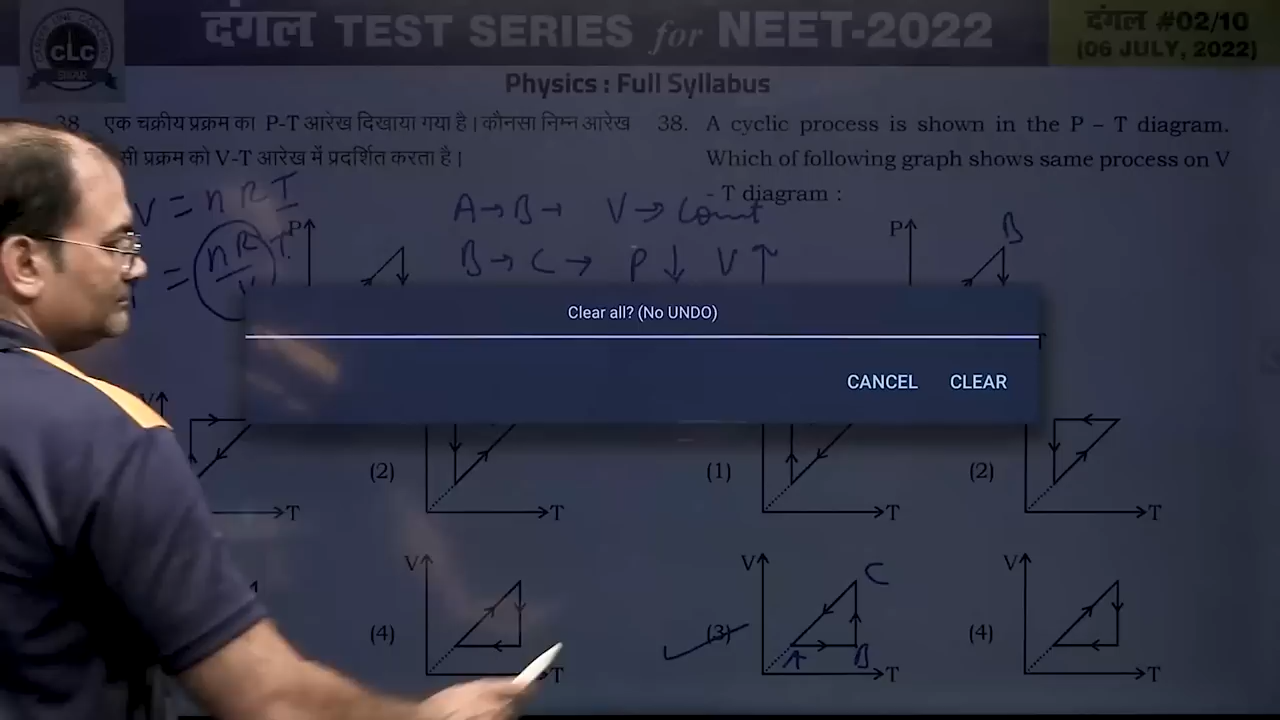 दंगल TEST SERIES for NEET-2022
दंगल #02/10
(06 JULY, 2022)
CLC
SIKAR
Physics : Full Syllabus
38. एक चक्रीय प्रक्रम का P-T आरेख दिखाया गया है। कौनसा निम्न आरेख
सी प्रक्रम को V-T आरेख में प्रदर्शित करता है।
38. A cyclic process is shown in the P – T diagram.
Which of following graph shows same process on V
- T diagram :
V = nRT
= nR T
A → B → V → Const
B → C → P ↓ V ↑
P
P
B
Clear all? (No UNDO)
CANCEL CLEAR
V
T
(2)
T
(1)
T
(2)
T
(4)
V
T
(3)
V
A
B
C
T
(4)
V
T